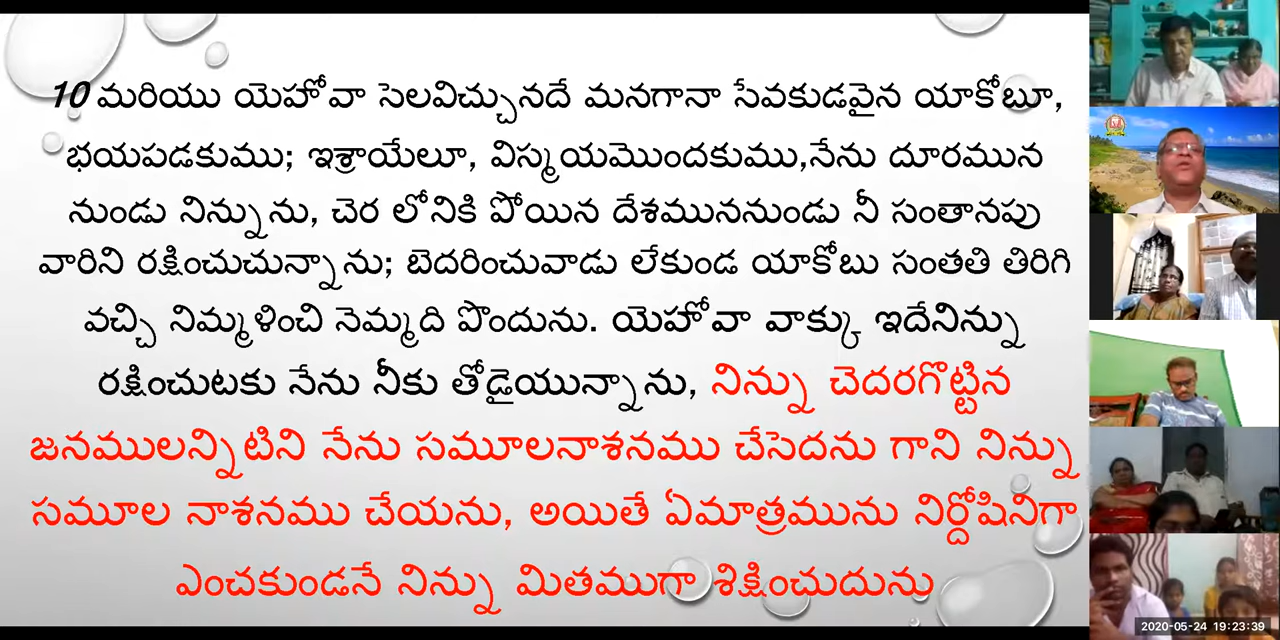 10 మరియు యెహోవా సెలవిచ్చునదే మనగానా సేవకుడవైన యాకోబూ,
భయపడకుము; ఇశ్రాయేలూ, విస్మయమొందకుము,నేను దూరమున
నుండు నిన్నును, చెర లోనికి పోయిన దేశముననుండు నీ సంతానపు
వారిని రక్షించుచున్నాను; బెదరించువాడు లేకుండ యాకోబు సంతతి తిరిగి
వచ్చి నిమ్మళించి నెమ్మది పొందును. యెహోవా వాక్కు ఇదేనిన్ను
రక్షించుటకు నేను నీకు తోడైయున్నాను, నిన్ను చెదరగొట్టిన
జనములన్నిటిని నేను సమూలనాశనము చేసెదను గాని నిన్ను
సమూల నాశనము చేయను, అయితే ఏమాత్రమును నిర్దోషినిగా
ఎంచకుండనే నిన్ను మితముగా శిక్షించుదును
2020-05-24 19:23:39